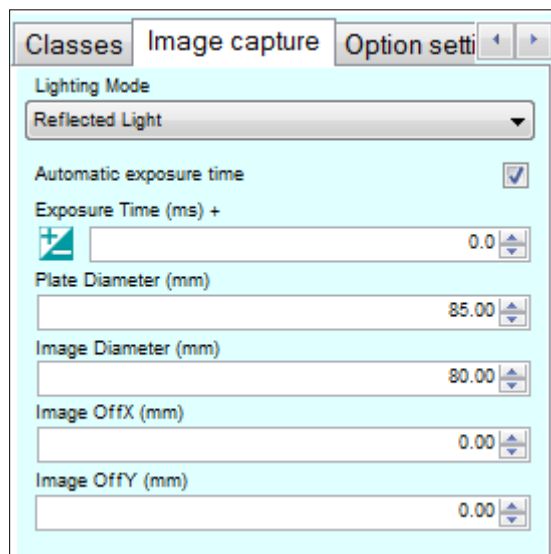 Classes Image capture Option setti
Lighting Mode
Reflected Light
Automatic exposure time
Exposure Time (ms) +
0.0
Plate Diameter (mm)
85.00
Image Diameter (mm)
80.00
Image OffX (mm)
0.00
Image OffY (mm)
0.00